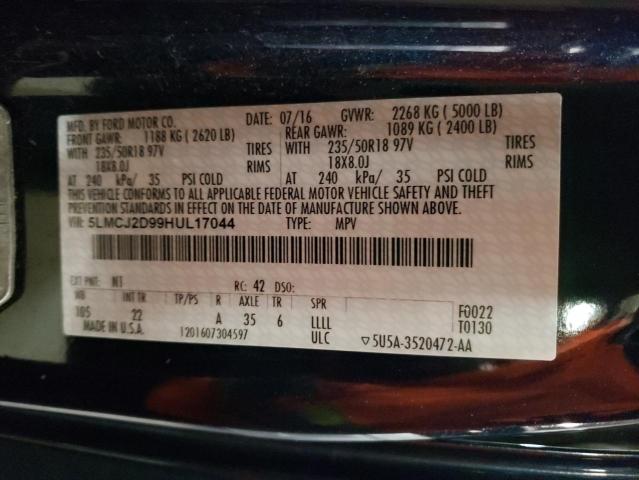 MFD. BY FORD MOTOR CO.
DATE: 07/16 GVWR: 2268 KG ( 5000 LB)
FRONT GAWR: 1188 KG ( 2620 LB)
REAR GAWR: 1089 KG ( 2400 LB)
WITH 235/50R18 97V TIRES
18X8.0J RIMS
AT 240 kPa/ 35 PSI COLD
WITH 235/50R18 97V TIRES
18X8.0J RIMS
AT 240 kPa/ 35 PSI COLD
THIS VEHICLE CONFORMS TO ALL APPLICABLE FEDERAL MOTOR VEHICLE SAFETY AND THEFT
PREVENTION STANDARDS IN EFFECT ON THE DATE OF MANUFACTURE SHOWN ABOVE.
VIN: 5LMCJ2D99HUL17044 TYPE: MPV
EXT PNT: N1 RC: 42 DSO:
WB INT TR TP/PS R AXLE TR SPR
105 22 A 35 6 LLLL
ULC
F0022
T0130
MADE IN U.S.A. 1201607304597
▽5U5A-3520472-AA